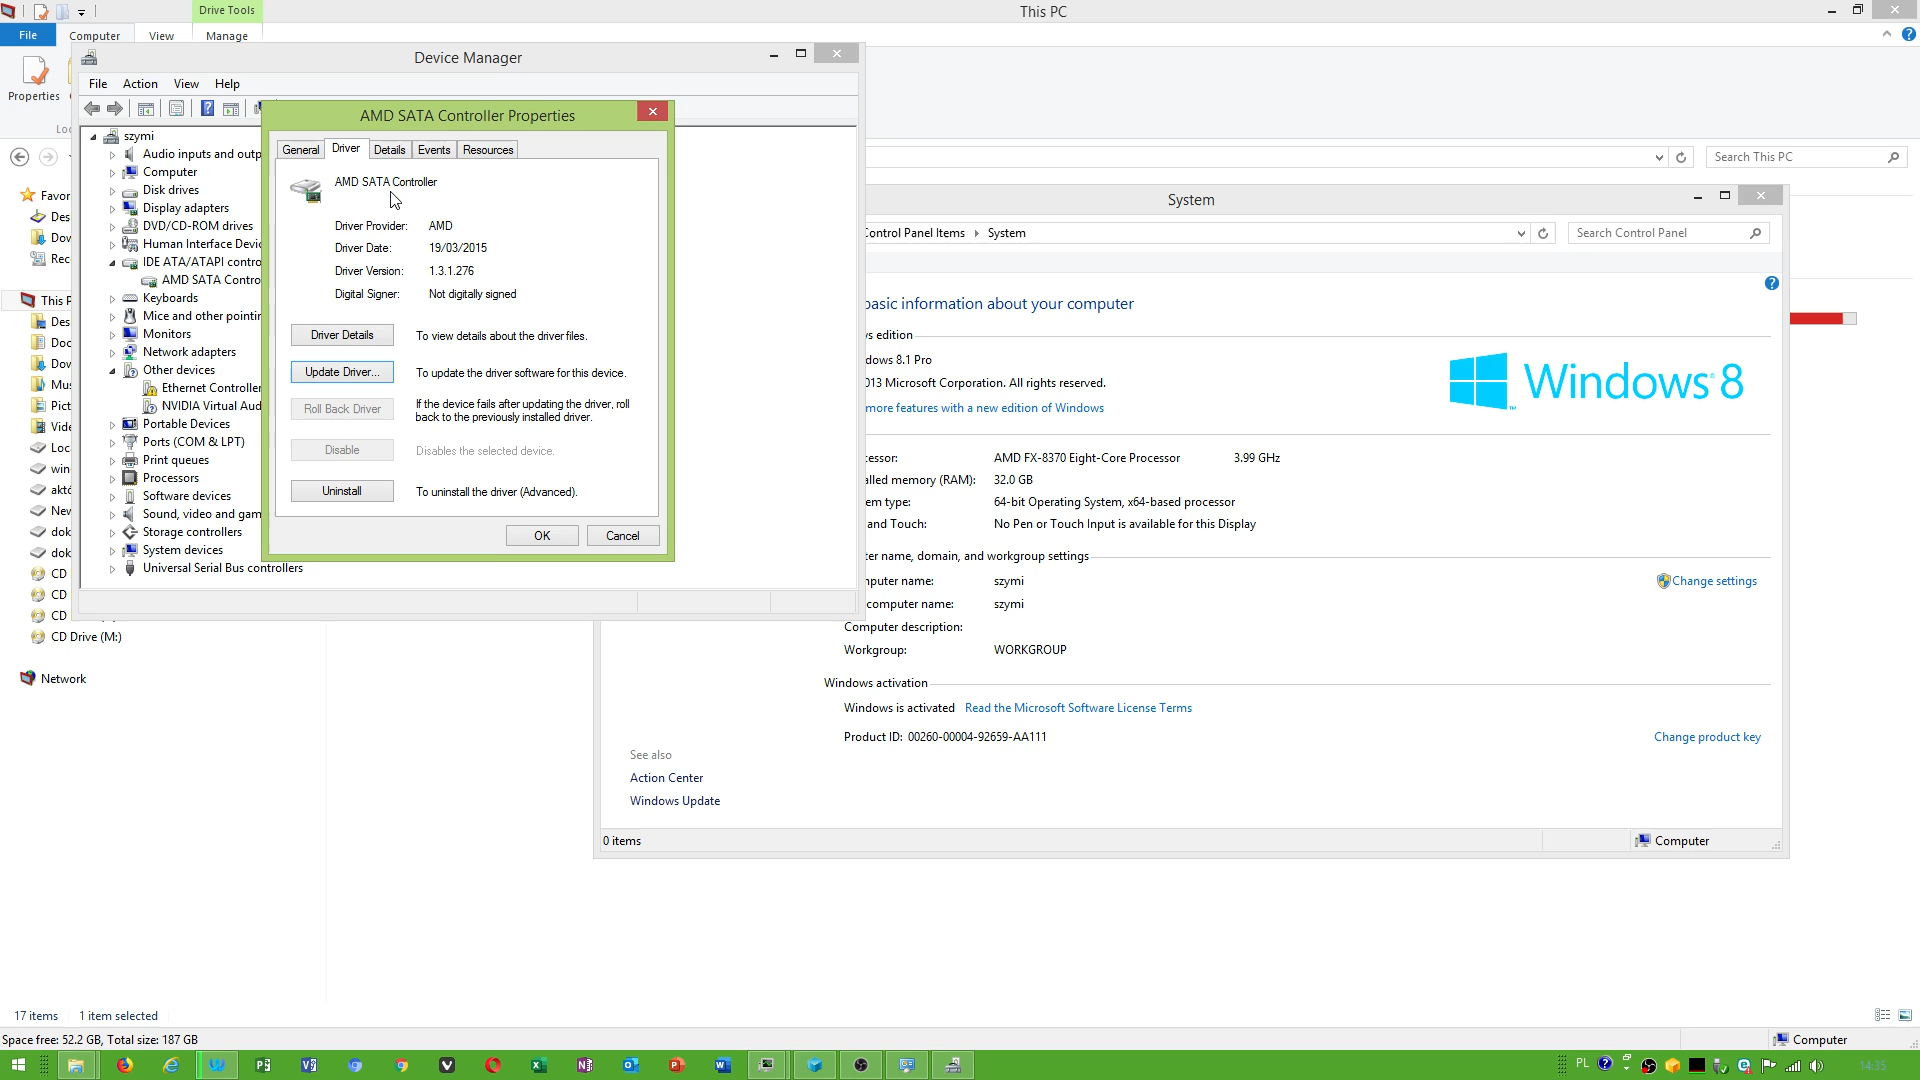 Drive Tools
This PC
File
Computer
View
Manage
Properties
Device Manager
File
Action
View
Help
szymi
Audio inputs and outp
Computer
Disk drives
Display adapters
DVD/CD-ROM drives
Human Interface Devic
IDE ATA/ATAPI contro
AMD SATA Contro
Keyboards
Mice and other pointin
Monitors
Network adapters
Other devices
Ethernet Controller
NVIDIA Virtual Aud
Portable Devices
Ports (COM & LPT)
Print queues
Processors
Software devices
Sound, video and gam
Storage controllers
System devices
Universal Serial Bus controllers
AMD SATA Controller Properties
General
Driver
Details
Events
Resources
AMD SATA Controller
Driver Provider: AMD
Driver Date: 19/03/2015
Driver Version: 1.3.1.276
Digital Signer: Not digitally signed
Driver Details
To view details about the driver files.
Update Driver...
To update the driver software for this device.
Roll Back Driver
If the device fails after updating the driver, roll
back to the previously installed driver.
Disable
Disables the selected device.
Uninstall
To uninstall the driver (Advanced).
OK
Cancel
Loc
Favor
Des
Dow
Rec
This P
Des
Doc
Dow
Mus
Pict
Vide
Loca
win
akt
New
dok
dok
CD
CD
CD
CD Drive (M:)
Network
Search This PC
System
Control Panel Items
System
Search Control Panel
basic information about your computer
ws edition
dows 8.1 Pro
013 Microsoft Corporation. All rights reserved.
more features with a new edition of Windows
Windows 8
essor: AMD FX-8370 Eight-Core Processor 3.99 GHz
alled memory (RAM): 32.0 GB
em type: 64-bit Operating System, x64-based processor
and Touch: No Pen or Touch Input is available for this Display
ter name, domain, and workgroup settings
mputer name: szymi
Change settings
computer name: szymi
Computer description:
Workgroup: WORKGROUP
Windows activation
Windows is activated Read the Microsoft Software License Terms
Product ID: 00260-00004-92659-AA111
Change product key
See also
Action Center
Windows Update
0 items
Computer
17 items
1 item selected
Space free: 52.2 GB, Total size: 187 GB
Computer
PL
14:35